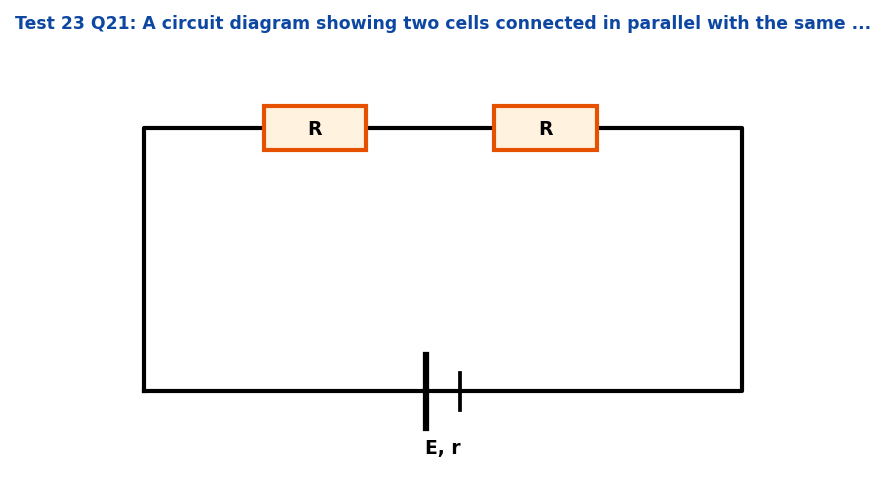 Test 23 Q21: A circuit diagram showing two cells connected in parallel with the same ...
R R
E, r